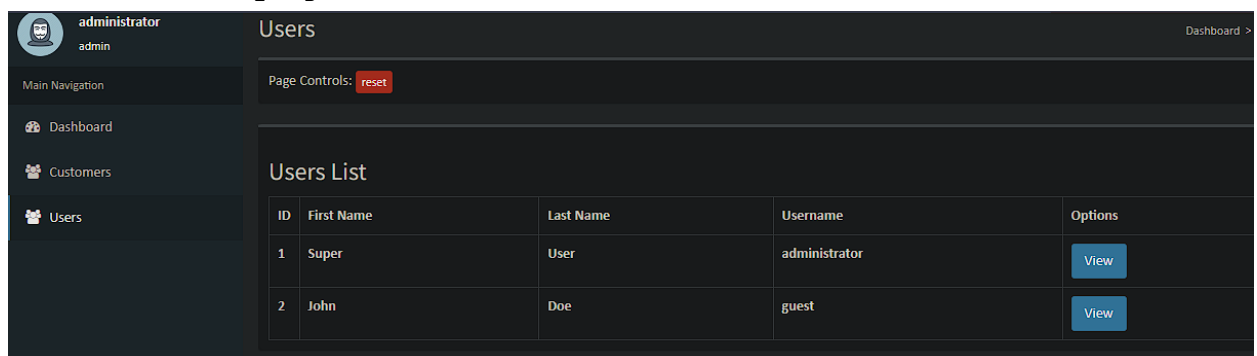 administrator
admin
Main Navigation
Dashboard
Customers
Users
Users
Dashboard >
Page Controls: reset
Users List
ID First Name Last Name Username Options
1 Super User administrator View
2 John Doe guest View